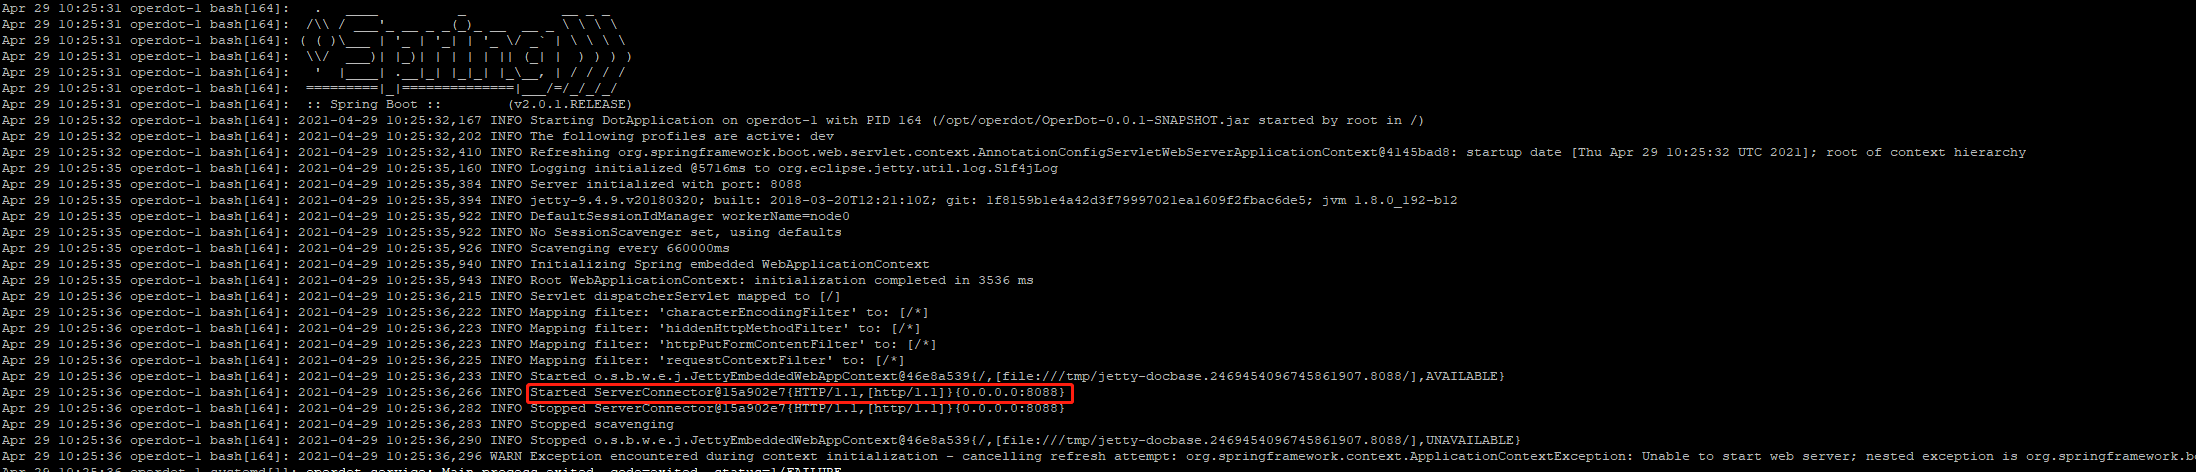 Apr 29 10:25:31 operdot-1 bash[164]:   .   ____          _            __ _ _
Apr 29 10:25:31 operdot-1 bash[164]:  /\\ / ___'_ __ _ _(_)_ __  __ _ \ \ \ \
Apr 29 10:25:31 operdot-1 bash[164]: ( ( )\___ | '_ | '_| | '_ \/ _` | \ \ \ \
Apr 29 10:25:31 operdot-1 bash[164]:  \\/  ___)| |_)| | | | | || (_| |  ) ) ) )
Apr 29 10:25:31 operdot-1 bash[164]:   '  |____| .__|_| |_|_| |_\__, | / / / /
Apr 29 10:25:31 operdot-1 bash[164]:  =========|_|==============|___/=/_/_/_/
Apr 29 10:25:31 operdot-1 bash[164]:  :: Spring Boot ::        (v2.0.1.RELEASE)
Apr 29 10:25:32 operdot-1 bash[164]: 2021-04-29 10:25:32,167 INFO Starting DotApplication on operdot-1 with PID 164 (/opt/operdot/OperDot-0.0.1-SNAPSHOT.jar started by root in /)
Apr 29 10:25:32 operdot-1 bash[164]: 2021-04-29 10:25:32,202 INFO The following profiles are active: dev
Apr 29 10:25:32 operdot-1 bash[164]: 2021-04-29 10:25:32,410 INFO Refreshing org.springframework.boot.web.servlet.context.AnnotationConfigServletWebServerApplicationContext@4145bad8: startup date [Thu Apr 29 10:25:32 UTC 2021]; root of context hierarchy
Apr 29 10:25:35 operdot-1 bash[164]: 2021-04-29 10:25:35,160 INFO Logging initialized @5716ms to org.eclipse.jetty.util.log.Slf4jLog
Apr 29 10:25:35 operdot-1 bash[164]: 2021-04-29 10:25:35,384 INFO Server initialized with port: 8088
Apr 29 10:25:35 operdot-1 bash[164]: 2021-04-29 10:25:35,394 INFO jetty-9.4.9.v20180320; built: 2018-03-20T12:21:10Z; git: 1f8159b1e4a42d3f79997021ea1609f2fbac6de5; jvm 1.8.0_192-b12
Apr 29 10:25:35 operdot-1 bash[164]: 2021-04-29 10:25:35,922 INFO DefaultSessionIdManager workerName=node0
Apr 29 10:25:35 operdot-1 bash[164]: 2021-04-29 10:25:35,922 INFO No SessionScavenger set, using defaults
Apr 29 10:25:35 operdot-1 bash[164]: 2021-04-29 10:25:35,926 INFO Scavenging every 660000ms
Apr 29 10:25:35 operdot-1 bash[164]: 2021-04-29 10:25:35,940 INFO Initializing Spring embedded WebApplicationContext
Apr 29 10:25:35 operdot-1 bash[164]: 2021-04-29 10:25:35,943 INFO Root WebApplicationContext: initialization completed in 3536 ms
Apr 29 10:25:36 operdot-1 bash[164]: 2021-04-29 10:25:36,215 INFO Servlet dispatcherServlet mapped to [/]
Apr 29 10:25:36 operdot-1 bash[164]: 2021-04-29 10:25:36,222 INFO Mapping filter: 'characterEncodingFilter' to: [/*]
Apr 29 10:25:36 operdot-1 bash[164]: 2021-04-29 10:25:36,223 INFO Mapping filter: 'hiddenHttpMethodFilter' to: [/*]
Apr 29 10:25:36 operdot-1 bash[164]: 2021-04-29 10:25:36,223 INFO Mapping filter: 'httpPutFormContentFilter' to: [/*]
Apr 29 10:25:36 operdot-1 bash[164]: 2021-04-29 10:25:36,225 INFO Mapping filter: 'requestContextFilter' to: [/*]
Apr 29 10:25:36 operdot-1 bash[164]: 2021-04-29 10:25:36,233 INFO Started o.s.b.w.e.j.JettyEmbeddedWebAppContext@46e8a539{/,[file:///tmp/jetty-docbase.2469454096745861907.8088/],AVAILABLE}
Apr 29 10:25:36 operdot-1 bash[164]: 2021-04-29 10:25:36,266 INFO Started ServerConnector@15a902e7{HTTP/1.1,[http/1.1]}{0.0.0.0:8088}
Apr 29 10:25:36 operdot-1 bash[164]: 2021-04-29 10:25:36,282 INFO Stopped ServerConnector@15a902e7{HTTP/1.1,[http/1.1]}{0.0.0.0:8088}
Apr 29 10:25:36 operdot-1 bash[164]: 2021-04-29 10:25:36,283 INFO Stopped scavenging
Apr 29 10:25:36 operdot-1 bash[164]: 2021-04-29 10:25:36,290 INFO Stopped o.s.b.w.e.j.JettyEmbeddedWebAppContext@46e8a539{/,[file:///tmp/jetty-docbase.2469454096745861907.8088/],UNAVAILABLE}
Apr 29 10:25:36 operdot-1 bash[164]: 2021-04-29 10:25:36,296 WARN Exception encountered during context initialization - cancelling refresh attempt: org.springframework.context.ApplicationContextException: Unable to start web server; nested exception is org.springframework.b
Apr 29 10:25:36 operdot-1 systemd[1]: operdot.service: Main process exited, code=exited, status=1/FAILURE